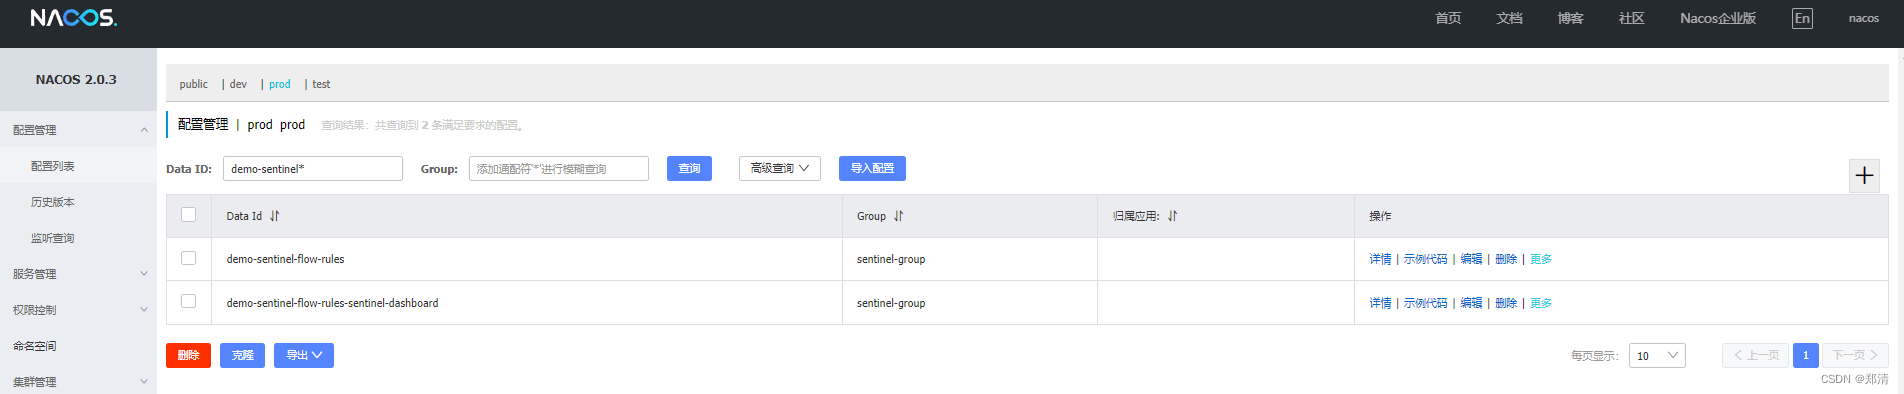 NACOS. 首页 文档 博客 社区 Nacos企业版 En nacos
NACOS 2.0.3
配置管理
配置列表
历史版本
监听查询
服务管理
权限控制
命名空间
集群管理
public | dev | prod | test
配置管理 | prod prod 查询结果：共查询到 2 条满足要求的配置。
Data ID: demo-sentinel* Group: 添加通配符'*'进行模糊查询 查询 高级查询 导入配置 +
Data Id Group 归属应用: 操作
demo-sentinel-flow-rules sentinel-group 详情 | 示例代码 | 编辑 | 删除 | 更多
demo-sentinel-flow-rules-sentinel-dashboard sentinel-group 详情 | 示例代码 | 编辑 | 删除 | 更多
删除 克隆 导出 每页显示: 10 上一页 1 下一页
CSDN @郑清